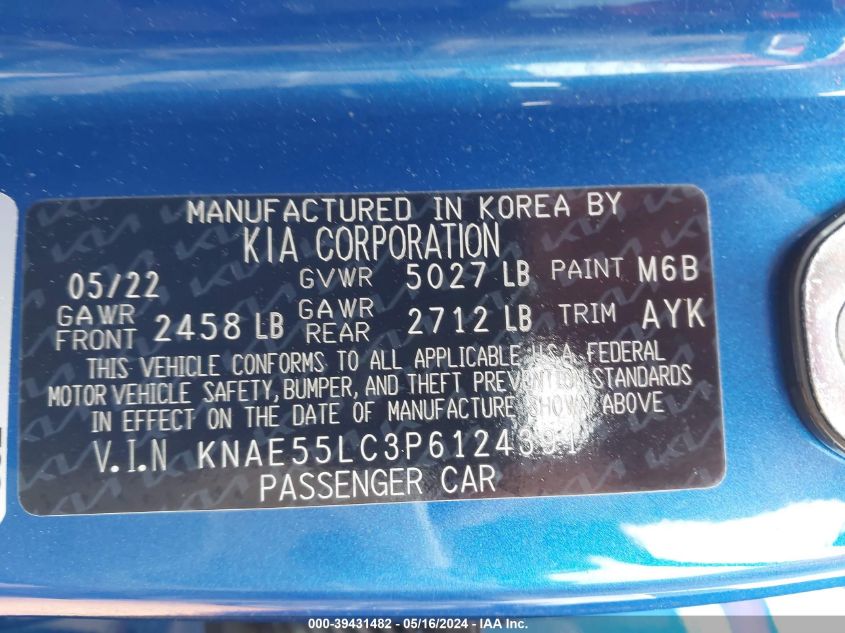 MANUFACTURED IN KOREA BY
KIA CORPORATION
05/22 GVWR 5027 LB PAINT M6B
GAWR FRONT 2458 LB GAWR REAR 2712 LB TRIM AYK
THIS VEHICLE CONFORMS TO ALL APPLICABLE U.S.A. FEDERAL
MOTOR VEHICLE SAFETY, BUMPER, AND THEFT PREVENTION STANDARDS
IN EFFECT ON THE DATE OF MANUFACTURE SHOWN ABOVE
V.I.N KNAE55LC3P6124391
PASSENGER CAR
000-39431482 - 05/16/2024 - IAA Inc.